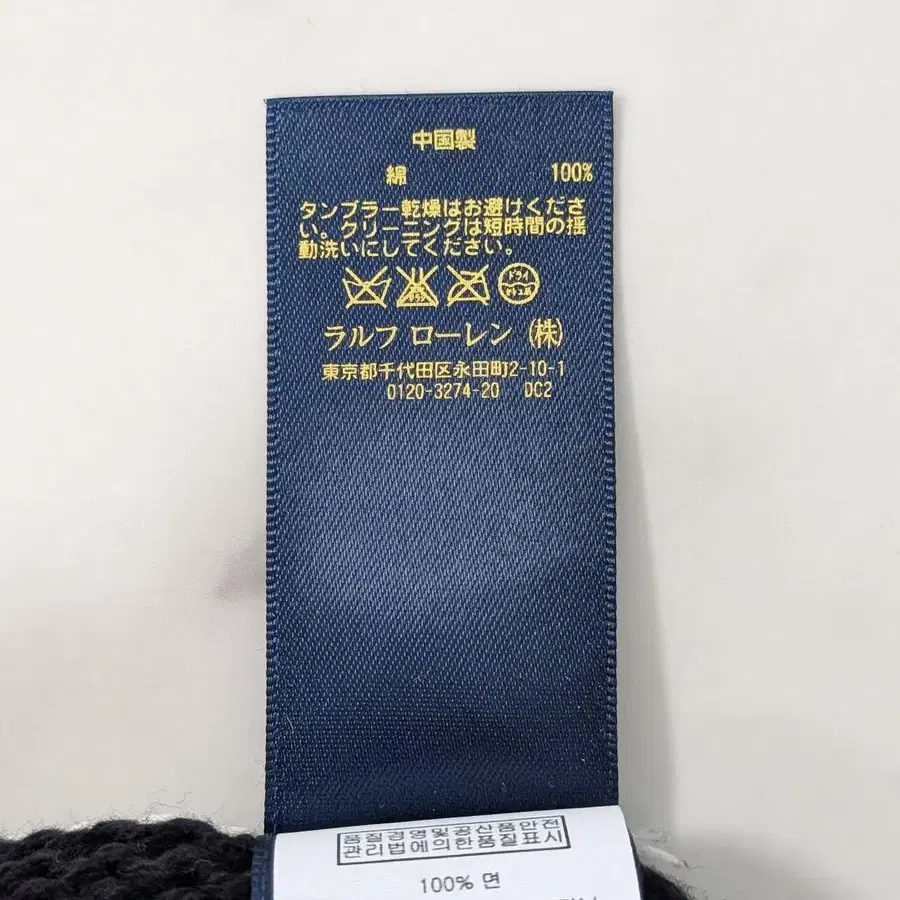 中国製
綿 100%
タンブラー乾燥はお避けくださ
い。クリーニングは短時間の揺
動洗いにしてください。
ドライ
ラルフ ローレン (株)
東京都千代田区永田町2-10-1
0120-3274-20 DC2
품질경영및공산품안전
관리법에의한품질표시
100% 면